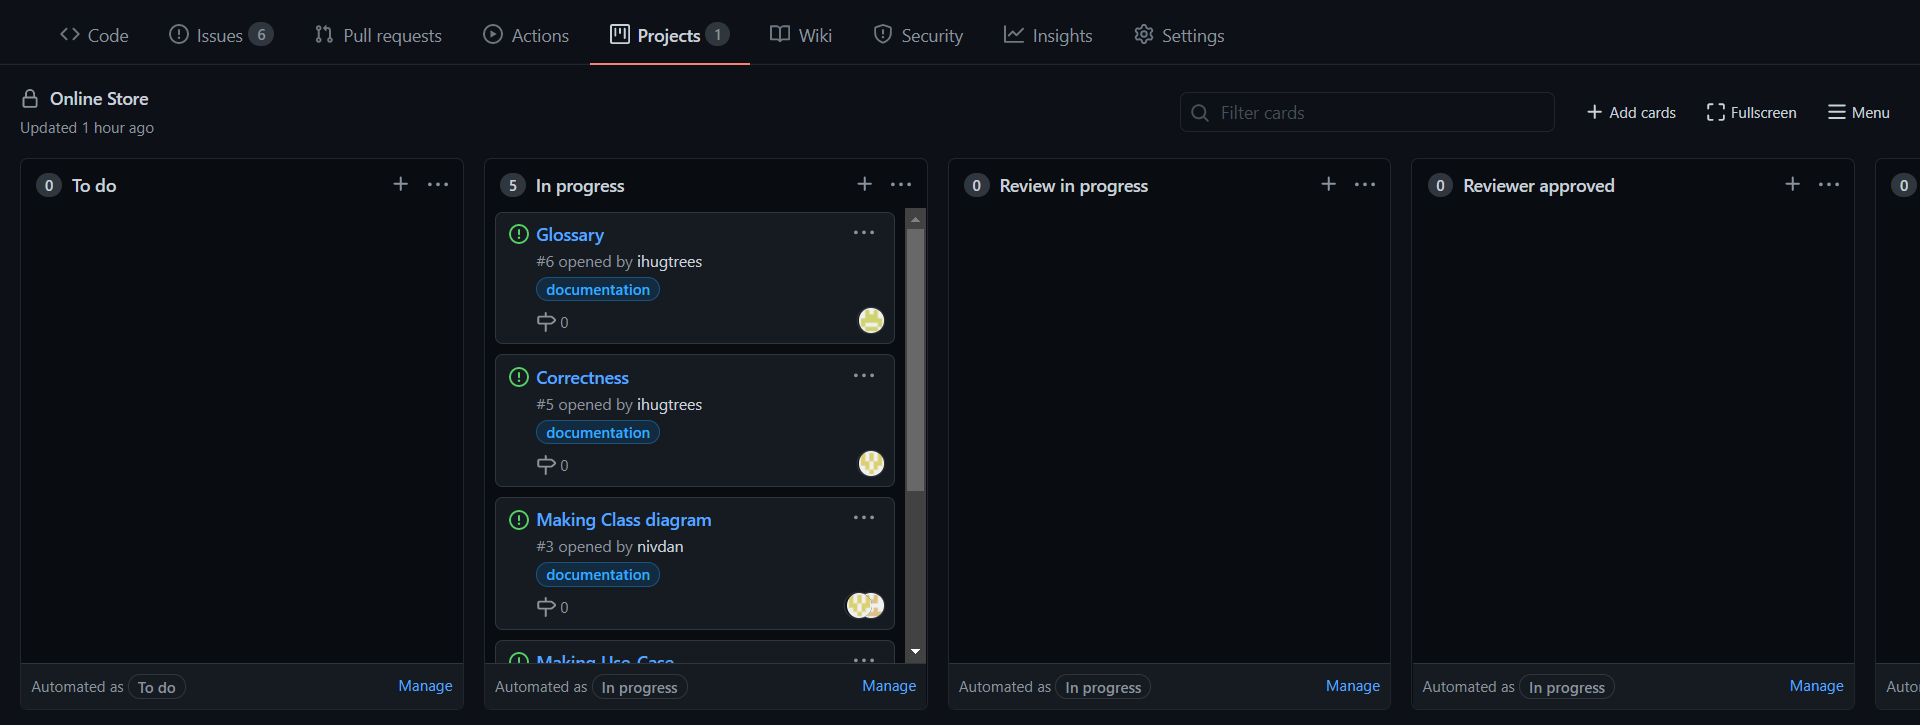 Code
Issues 6
Pull requests
Actions
Projects 1
Wiki
Security
Insights
Settings
Online Store
Updated 1 hour ago
Filter cards
Add cards
Fullscreen
Menu
0 To do
5 In progress
Glossary
#6 opened by ihugtrees
documentation
0
Correctness
#5 opened by ihugtrees
documentation
0
Making Class diagram
#3 opened by nivdan
documentation
0
Making Use-Case
0 Review in progress
0 Reviewer approved
0
Automated as To do
Manage
Automated as In progress
Manage
Automated as In progress
Manage
Automated as In progress
Manage
Auto